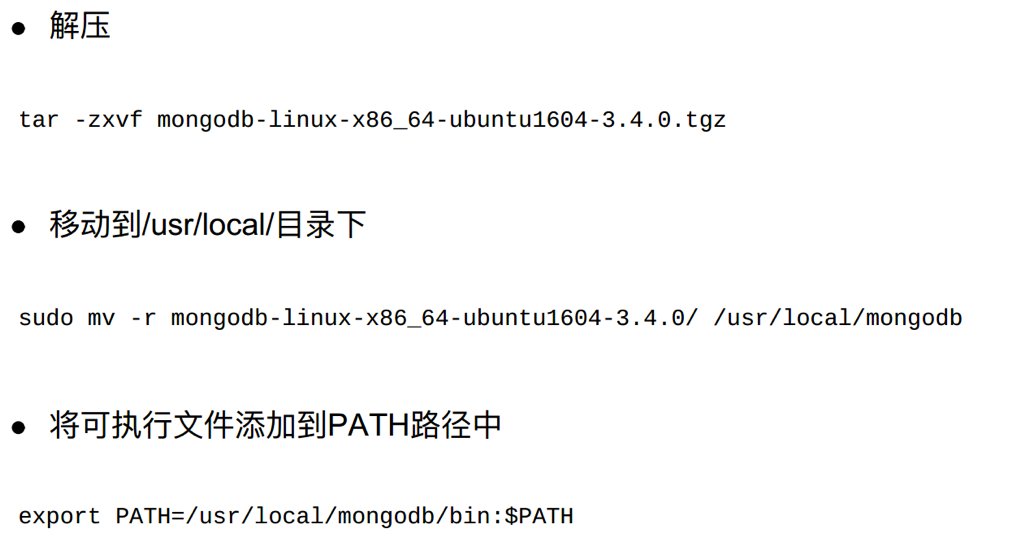 ● 解压
tar -zxvf mongodb-linux-x86_64-ubuntu1604-3.4.0.tgz
● 移动到/usr/local/目录下
sudo mv -r mongodb-linux-x86_64-ubuntu1604-3.4.0/ /usr/local/mongodb
● 将可执行文件添加到PATH路径中
export PATH=/usr/local/mongodb/bin:$PATH